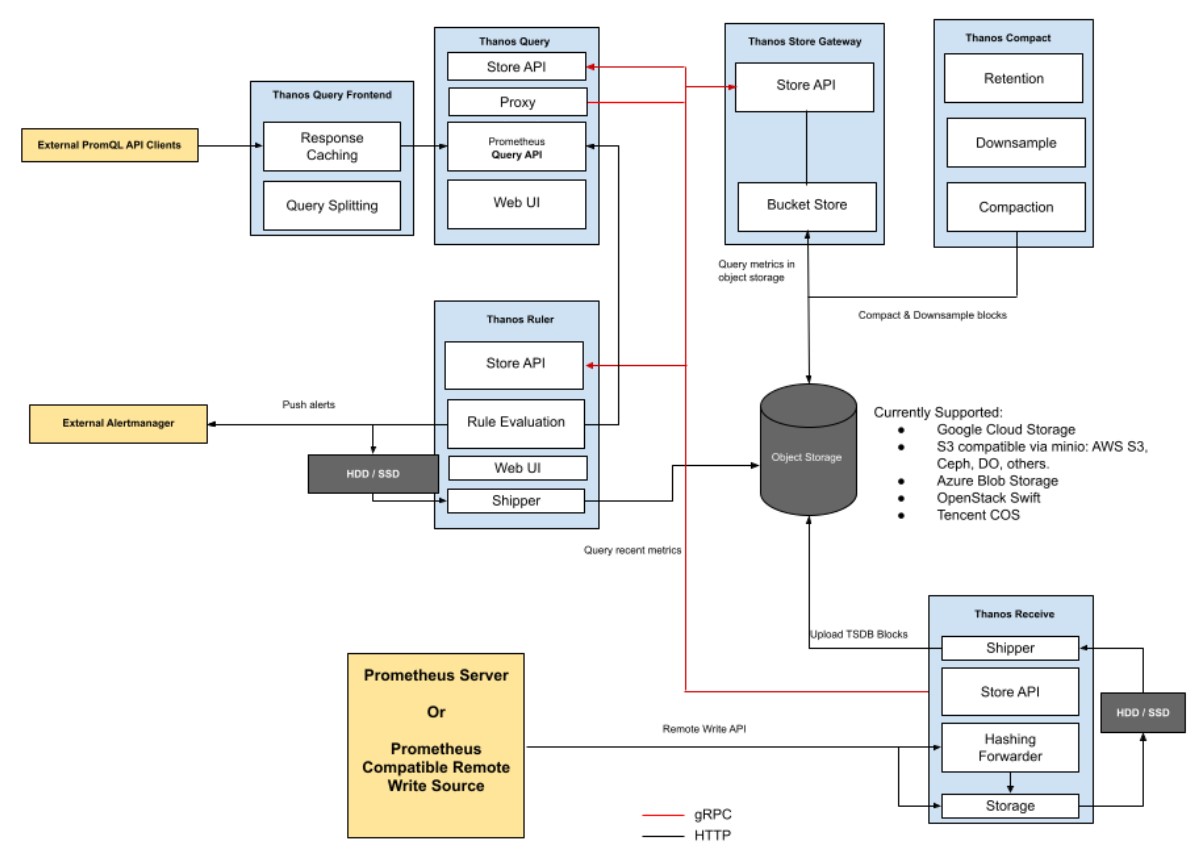 Thanos Query Frontend
Response
Caching
Query Splitting
External PromQL API Clients
Thanos Query
Store API
Proxy
Prometheus
Query API
Web UI
Thanos Store Gateway
Store API
Bucket Store
Thanos Compact
Retention
Downsample
Compaction
Query metrics in
object storage
Compact & Downsample blocks
Thanos Ruler
Store API
Rule Evaluation
Web UI
Shipper
Push alerts
External Alertmanager
HDD / SSD
Object Storage
Currently Supported:
● Google Cloud Storage
● S3 compatible via minio: AWS S3,
Ceph, DO, others.
● Azure Blob Storage
● OpenStack Swift
● Tencent COS
Query recent metrics
Upload TSDB Blocks
Thanos Receive
Shipper
Store API
Hashing
Forwarder
Storage
HDD / SSD
Prometheus Server
Or
Prometheus
Compatible Remote
Write Source
Remote Write API
gRPC
HTTP